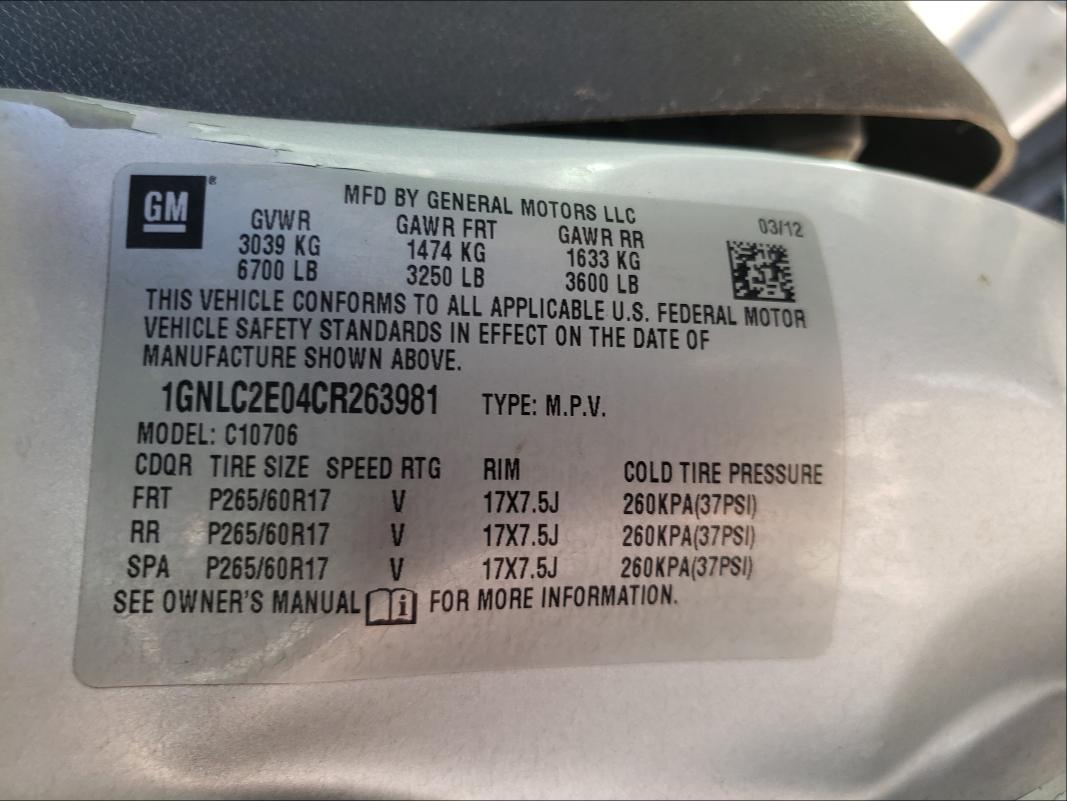 GM®
MFD BY GENERAL MOTORS LLC
03/12
GVWR GAWR FRT GAWR RR
3039 KG 1474 KG 1633 KG
6700 LB 3250 LB 3600 LB
THIS VEHICLE CONFORMS TO ALL APPLICABLE U.S. FEDERAL MOTOR
VEHICLE SAFETY STANDARDS IN EFFECT ON THE DATE OF
MANUFACTURE SHOWN ABOVE.
1GNLC2E04CR263981 TYPE: M.P.V.
MODEL: C10706
CDQR TIRE SIZE SPEED RTG RIM COLD TIRE PRESSURE
FRT P265/60R17 V 17X7.5J 260KPA(37PSI)
RR P265/60R17 V 17X7.5J 260KPA(37PSI)
SPA P265/60R17 V 17X7.5J 260KPA(37PSI)
SEE OWNER'S MANUAL i FOR MORE INFORMATION.